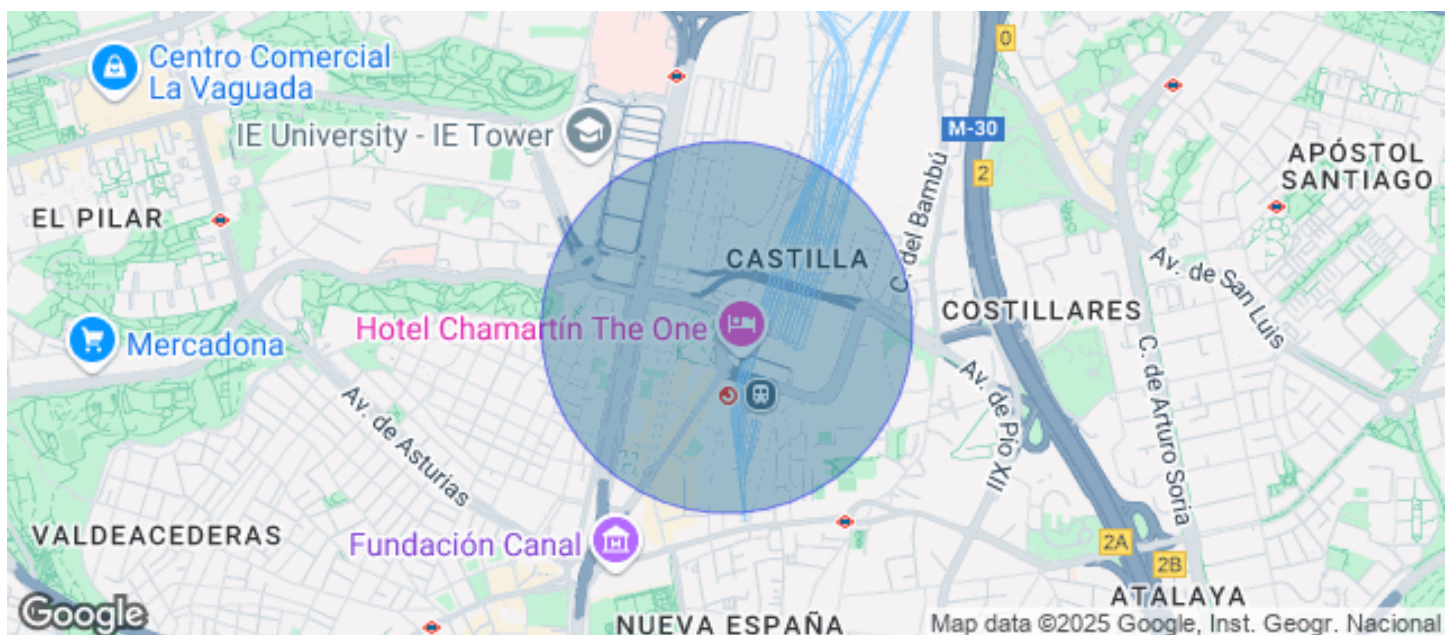 Centro Comercial
La Vaguada
IE University - IE Tower
0
M-30
2
APÓSTOL
SANTIAGO
EL PILAR
CASTILLA
C. del Bambú
Av. de San Luis
COSTILLARES
Hotel Chamartín The One
Mercadona
C. de Arturo Soria
Av. de Pío XII
Av. de Asturias
VALDEACEDERAS
Fundación Canal
2A
2B
ATALAYA
Google
NUEVA ESPAÑA
Map data ©2025 Google, Inst. Geogr. Nacional